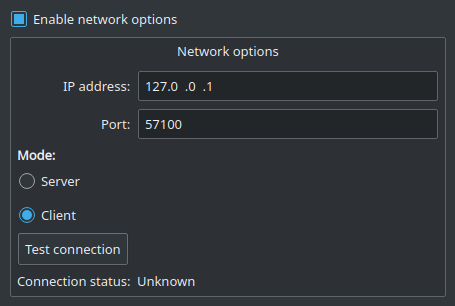 Enable network options
Network options
IP address: 127.0 .0 .1
Port: 57100
Mode:
Server
Client
Test connection
Connection status: Unknown